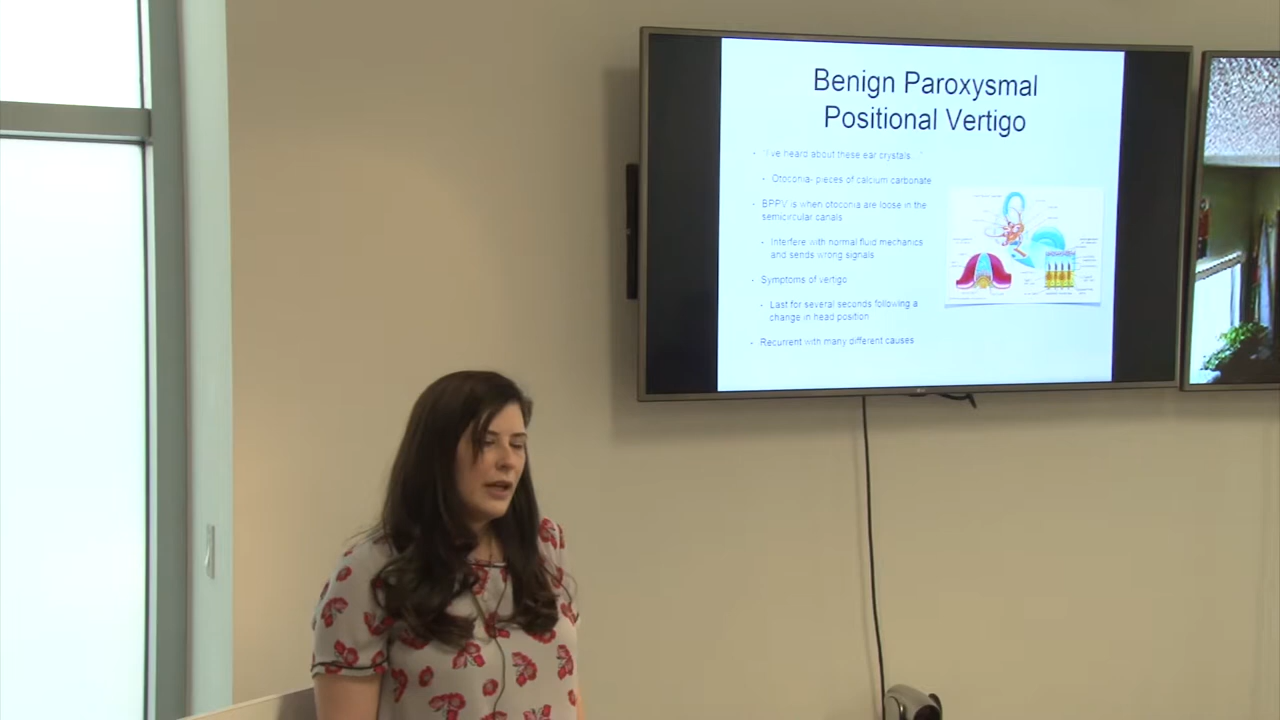 Benign Paroxysmal
Positional Vertigo
- "I've heard about these ear crystals..."
- Otoconia- pieces of calcium carbonate
- BPPV is when otoconia are loose in the
semicircular canals
- Interfere with normal fluid mechanics
and sends wrong signals
- Symptoms of vertigo
- Last for several seconds following a
change in head position
- Recurrent with many different causes
LG